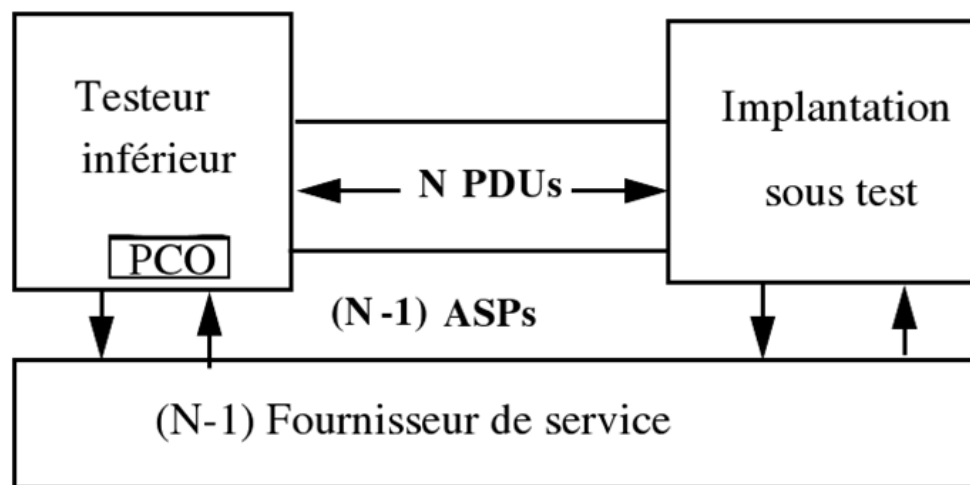 Testeur
inférieur
PCO
N PDUs
(N-1) ASPs
Implantation
sous test
(N-1) Fournisseur de service